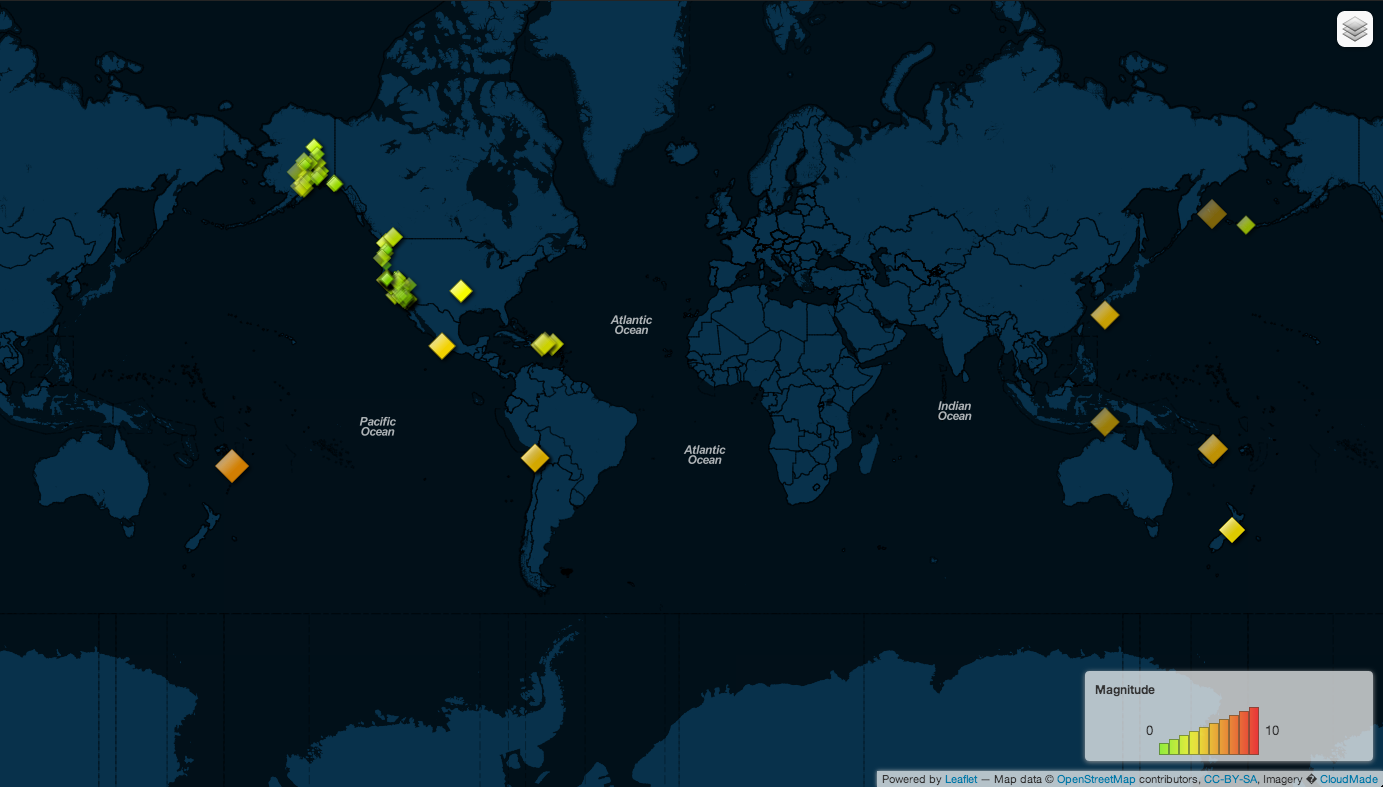 Atlantic
Ocean
Pacific
Ocean
Indian
Ocean
Atlantic
Ocean
Magnitude
0
10
Powered by Leaflet — Map data © OpenStreetMap contributors, CC-BY-SA, Imagery � CloudMade